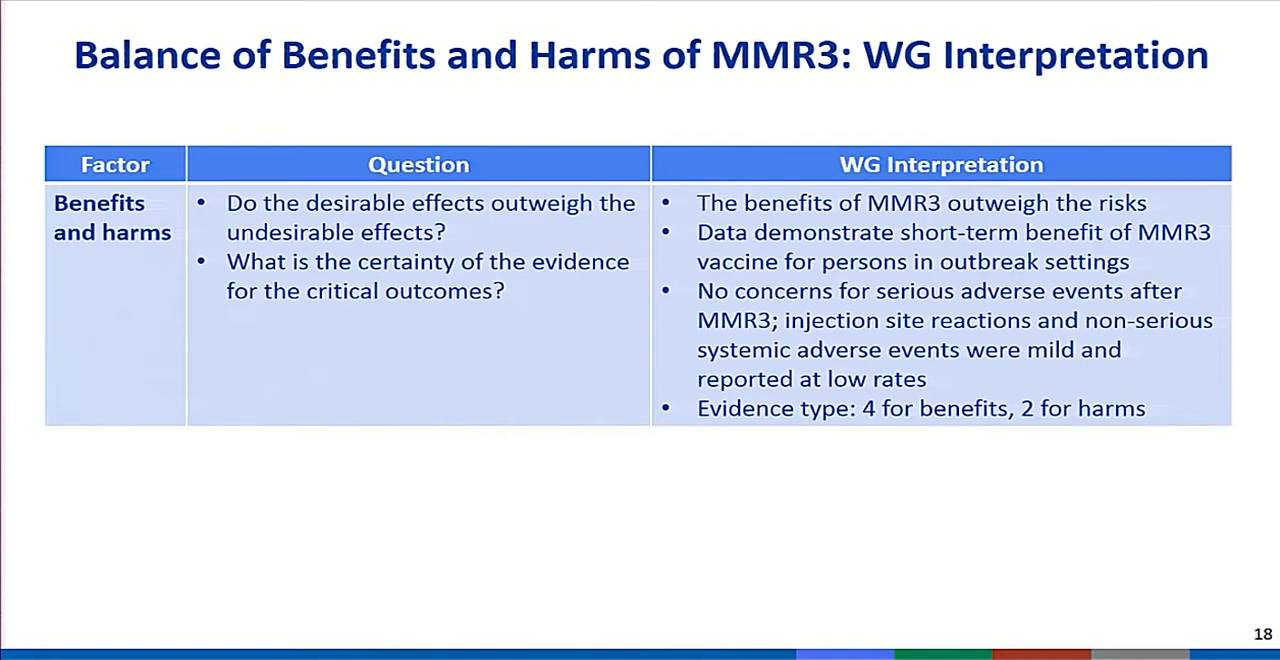 Balance of Benefits and Harms of MMR3: WG Interpretation
Factor
Question
WG Interpretation
Benefits
and harms
• Do the desirable effects outweigh the
undesirable effects?
• What is the certainty of the evidence
for the critical outcomes?
• The benefits of MMR3 outweigh the risks
• Data demonstrate short-term benefit of MMR3
vaccine for persons in outbreak settings
• No concerns for serious adverse events after
MMR3; injection site reactions and non-serious
systemic adverse events were mild and
reported at low rates
• Evidence type: 4 for benefits, 2 for harms
18